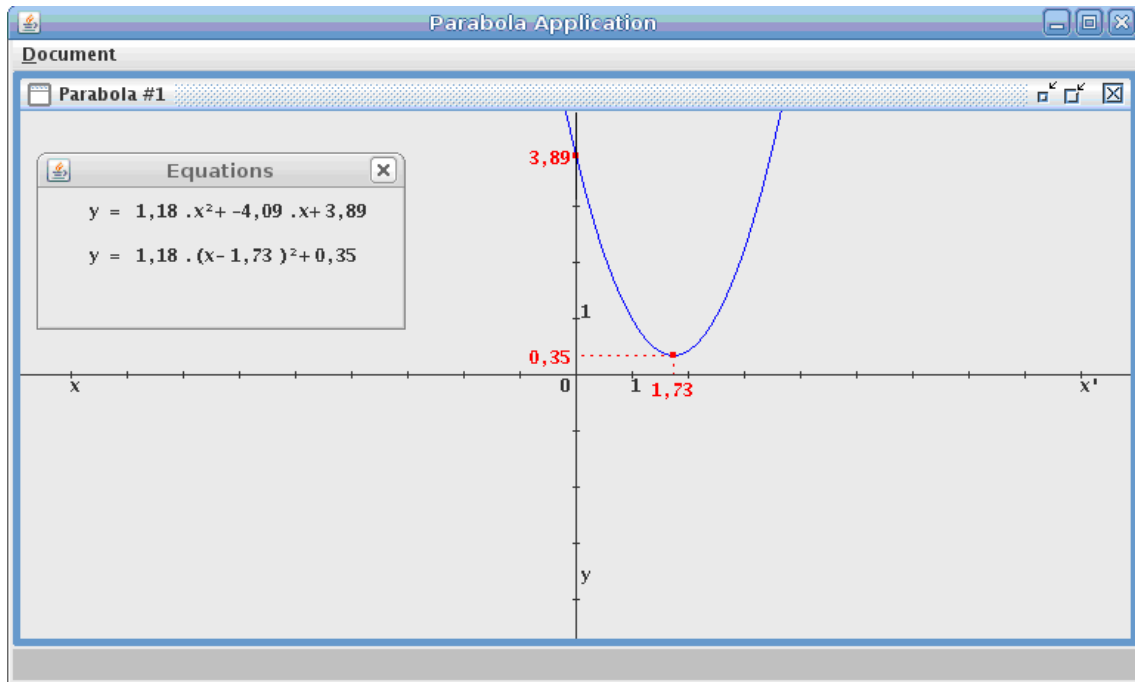 Parabola Application
Document
Parabola #1
3,89
Equations
y = 1,18 .x²+ -4,09 .x+ 3,89
y = 1,18 . (x- 1,73 )²+ 0,35
1
0,35
x 0 1 1,73 x'
y